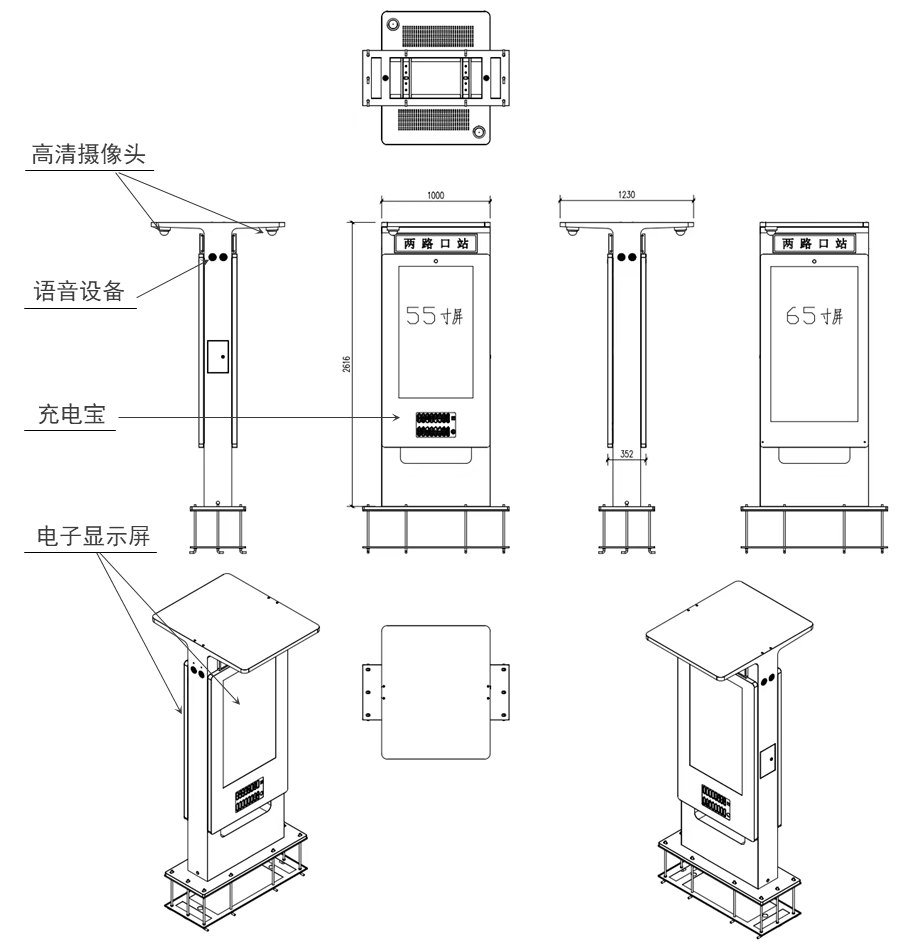 高清摄像头
1000
1230
两路口站
两路口站
语音设备
55寸屏
65寸屏
2616
充电宝
352
电子显示屏